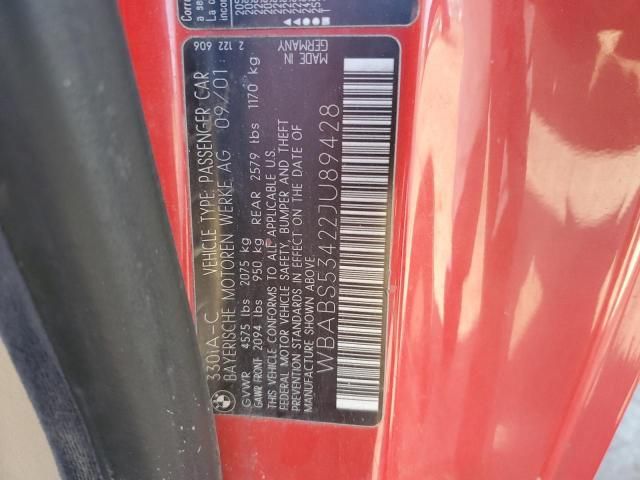 330IA-C VEHICLE TYPE: PASSENGER CAR 2 122 606
BAYERISCHE MOTOREN WERKE AG 09/01
GVWR 4575 lbs 2075 kg
GAWR FRONT 2094 lbs 950 kg REAR 2579 lbs 1170 kg
THIS VEHICLE CONFORMS TO ALL APPLICABLE U.S.
FEDERAL MOTOR VEHICLE SAFETY, BUMPER AND THEFT
PREVENTION STANDARDS IN EFFECT ON THE DATE OF
MANUFACTURE SHOWN ABOVE.
MADE IN
GERMANY
WBABS53422JU89428